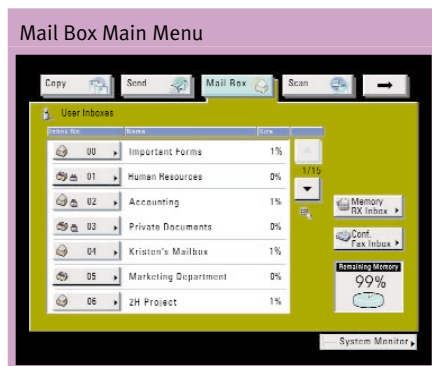 Mail Box Main Menu
Copy Send Mail Box Scan
User Inboxes
Inbox No. Name Size
00 Important Forms 1%
01 Human Resources 0%
02 Accounting 1%
03 Private Documents 0%
04 Kristen's Mailbox 1%
05 Marketing Department 0%
06 2H Project 1%
1/15
Memory
RX Inbox
Conf.
Fax Inbox
Remaining Memory
99%
System Monitor